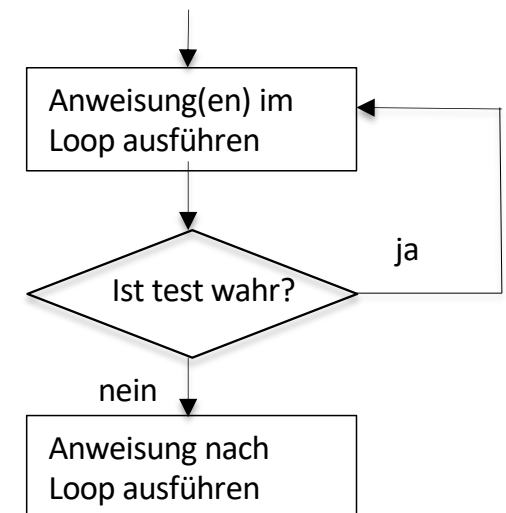 Anweisung(en) im
Loop ausführen
ja
Ist test wahr?
nein
Anweisung nach
Loop ausführen